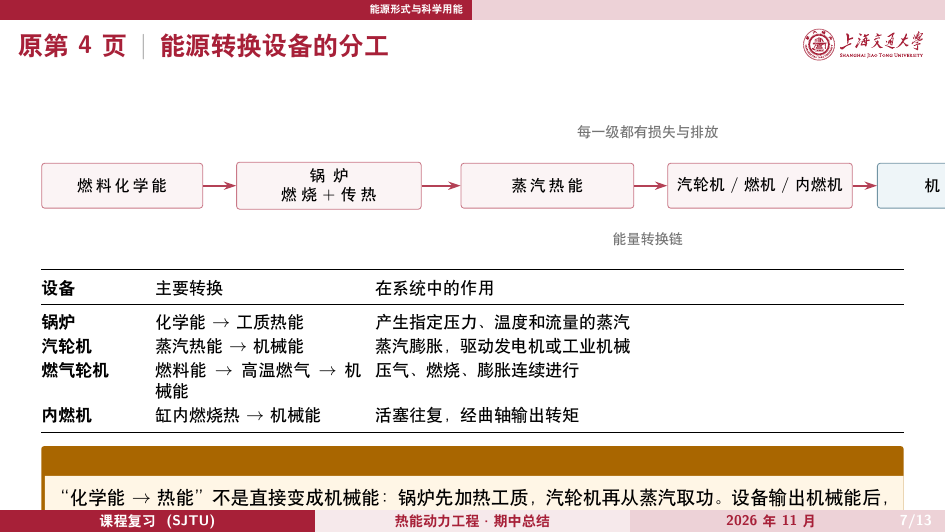 能源形式与科学用能
原第 4 页 | 能源转换设备的分工
上海交通大学
SHANGHAI JIAO TONG UNIVERSITY
每一级都有损失与排放
燃料化学能
锅 炉
燃烧 + 传热
蒸汽热能
汽轮机 / 燃机 / 内燃机
机
能量转换链
设备 主要转换 在系统中的作用
锅炉 化学能 → 工质热能 产生指定压力、温度和流量的蒸汽
汽轮机 蒸汽热能 → 机械能 蒸汽膨胀，驱动发电机或工业机械
燃气轮机 燃料能 → 高温燃气 → 机 压气、燃烧、膨胀连续进行
械能
内燃机 缸内燃烧热 → 机械能 活塞往复，经曲轴输出转矩
“化学能 → 热能”不是直接变成机械能：锅炉先加热工质，汽轮机再从蒸汽取功。设备输出机械能后，
课程复习 (SJTU) 热能动力工程 · 期中总结 2026 年 11 月 7/13